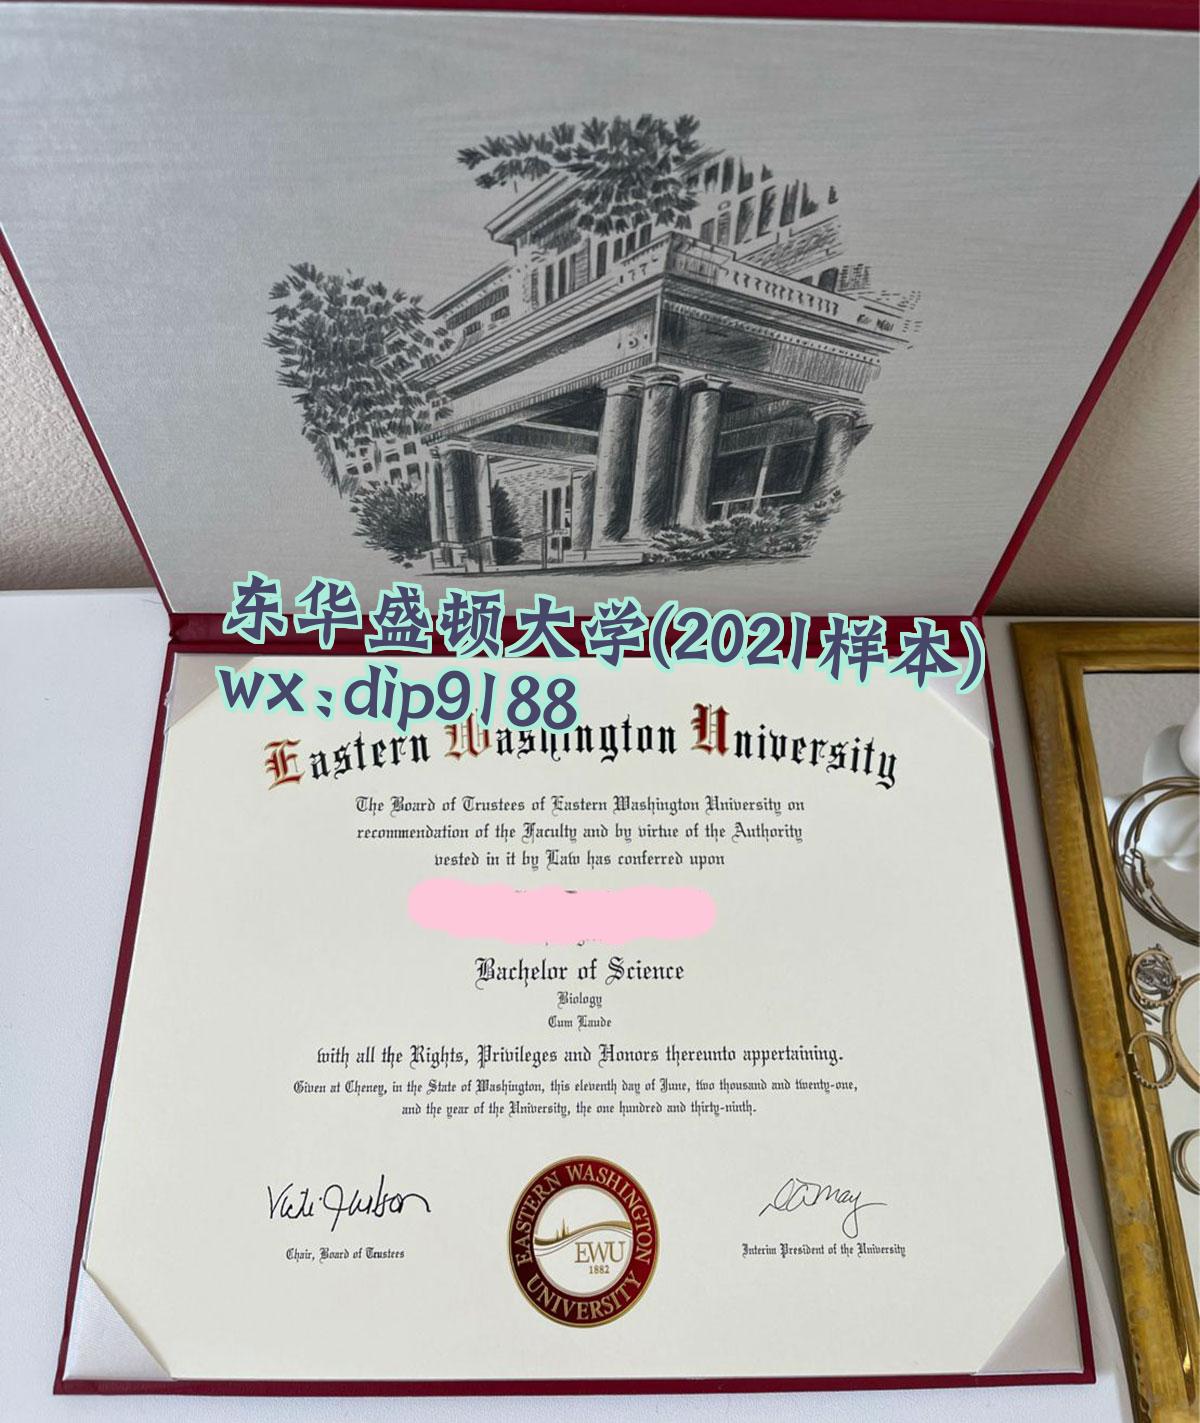 东华盛顿大学(2021样本)
wx:dip9188
Eastern Washington University
The Board of Trustees of Eastern Washington University on
recommendation of the Faculty and by virtue of the Authority
vested in it by Law has conferred upon
Bachelor of Science
Biology
Cum Laude
with all the Rights, Privileges and Honors thereunto appertaining.
Given at Cheney, in the State of Washington, this eleventh day of June, two thousand and twenty-one,
and the year of the University, the one hundred and thirty-ninth.
Chair, Board of Trustees
EASTERN WASHINGTON UNIVERSITY
EWU
1882
Interim President of the University